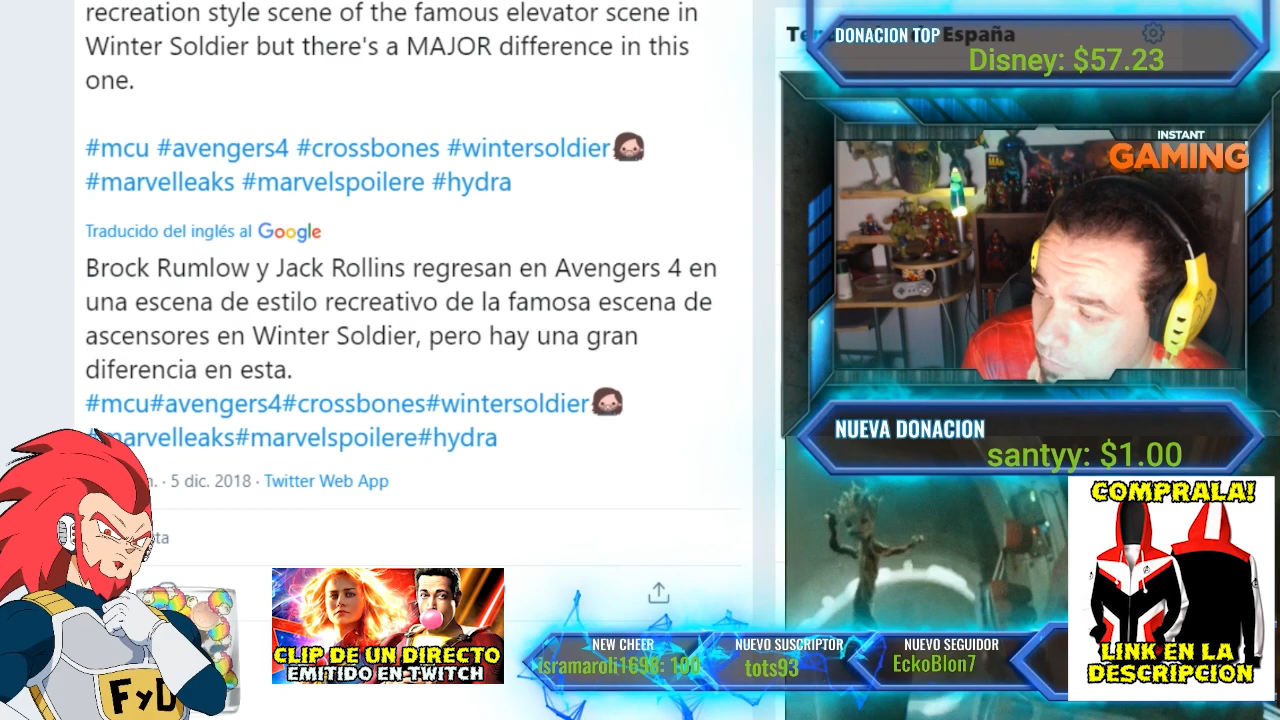 recreation style scene of the famous elevator scene in
Winter Soldier but there's a MAJOR difference in this
one.
#mcu #avengers4 #crossbones #wintersoldier
#marvelleaks #marvelspoilere #hydra
Traducido del inglés al Google
Brock Rumlow y Jack Rollins regresan en Avengers 4 en
una escena de estilo recreativo de la famosa escena de
ascensores en Winter Soldier, pero hay una gran
diferencia en esta.
#mcu#avengers4#crossbones#wintersoldier
#marvelleaks#marvelspoilere#hydra
5 dic. 2018 · Twitter Web App
España
DONACION TOP
Disney: $57.23
INSTANT
GAMING
NUEVA DONACION
santyy: $1.00
COMPRALA!
LINK EN LA
DESCRIPCION
FyD
CLIP DE UN DIRECTO
EMITIDO EN TWITCH
NEW CHEER
isramaroli1698: 100
NUEVO SUSCRIPTOR
tots93
NUEVO SEGUIDOR
EckoBlon7